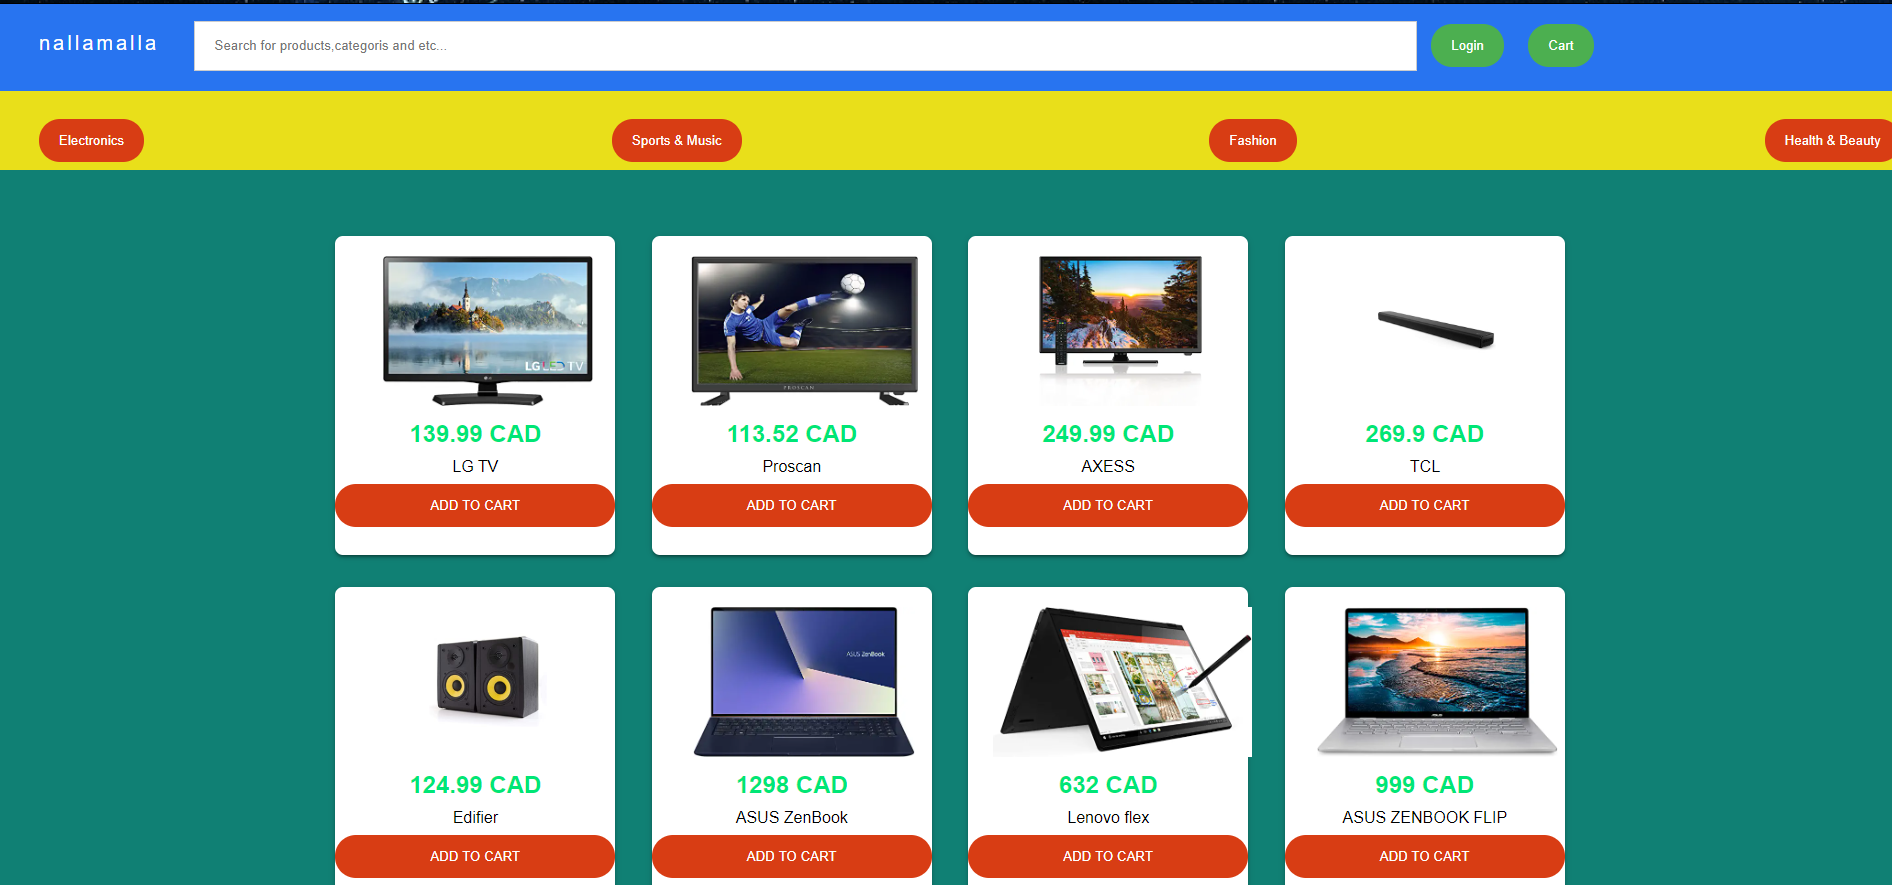 nallamalla
Search for products,categoris and etc...
Login
Cart
Electronics
Sports & Music
Fashion
Health & Beauty
LG LED TV
PROSCAN
139.99 CAD
113.52 CAD
249.99 CAD
269.9 CAD
LG TV
Proscan
AXESS
TCL
ADD TO CART
ADD TO CART
ADD TO CART
ADD TO CART
ASUS ZenBook
124.99 CAD
1298 CAD
632 CAD
999 CAD
Edifier
ASUS ZenBook
Lenovo flex
ASUS ZENBOOK FLIP
ADD TO CART
ADD TO CART
ADD TO CART
ADD TO CART